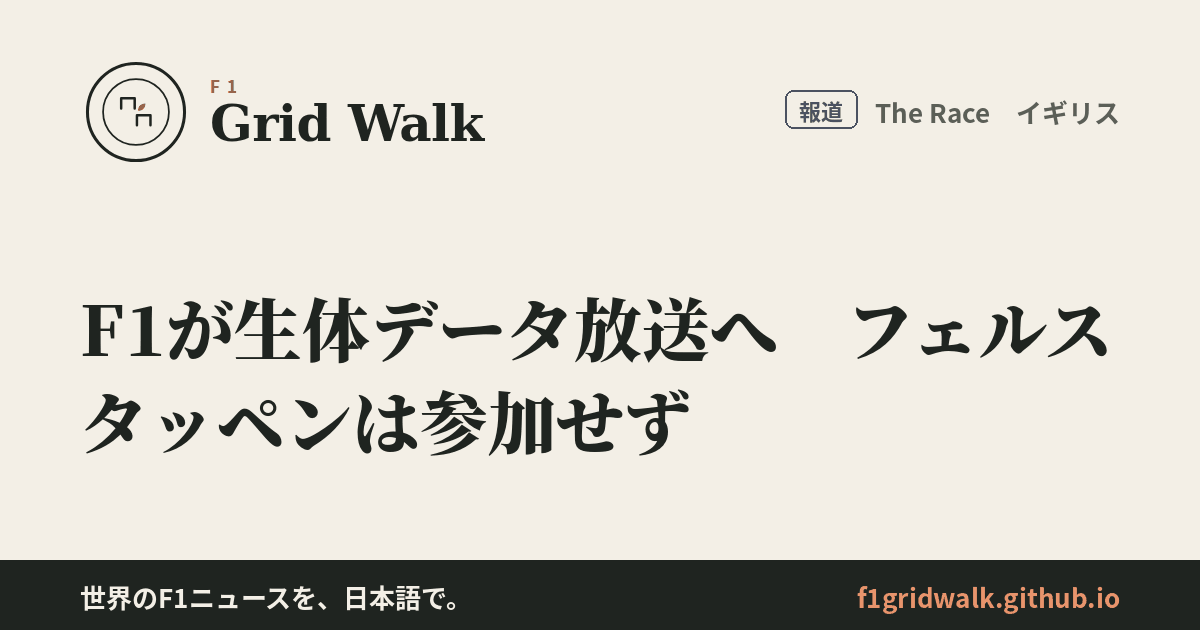 F1
Grid Walk
報道 The Race　イギリス
F1が生体データ放送へ　フェルス
タッペンは参加せず
世界のF1ニュースを、日本語で。
f1gridwalk.github.io